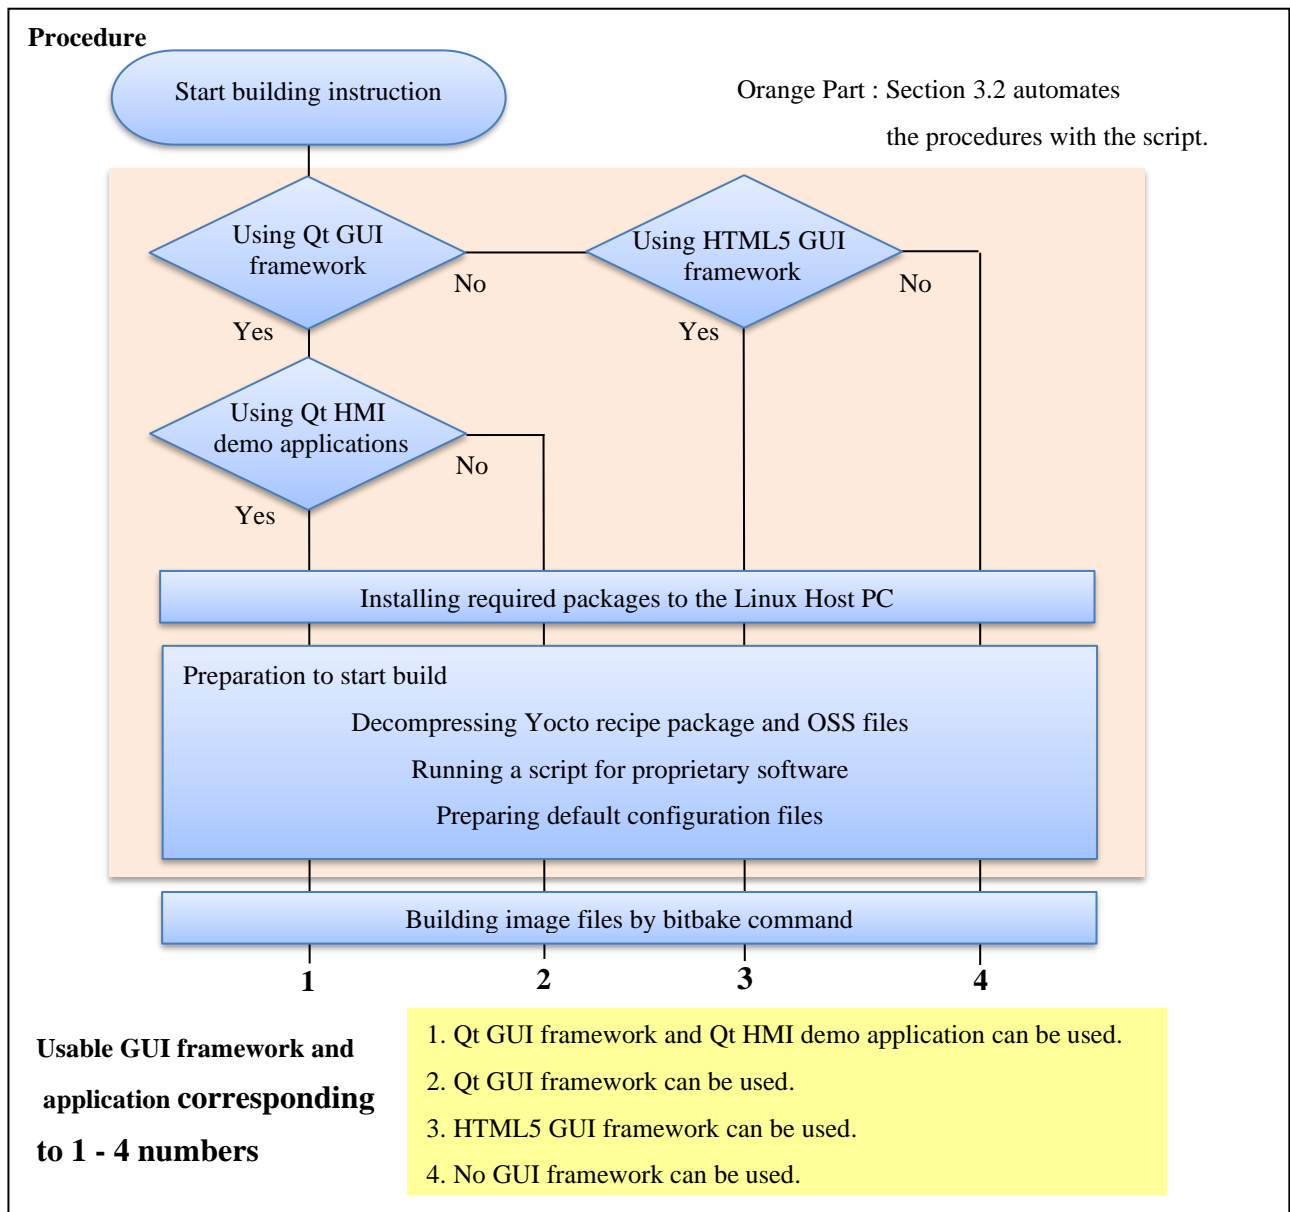 Procedure
Start building instruction
Orange Part : Section 3.2 automates
the procedures with the script.
Using Qt GUI
framework
No
Yes
Using HTML5 GUI
framework
No
Yes
Using Qt HMI
demo applications
No
Yes
Installing required packages to the Linux Host PC
Preparation to start build
Decompressing Yocto recipe package and OSS files
Running a script for proprietary software
Preparing default configuration files
Building image files by bitbake command
1 2 3 4
Usable GUI framework and
application corresponding
to 1 - 4 numbers
1. Qt GUI framework and Qt HMI demo application can be used.
2. Qt GUI framework can be used.
3. HTML5 GUI framework can be used.
4. No GUI framework can be used.